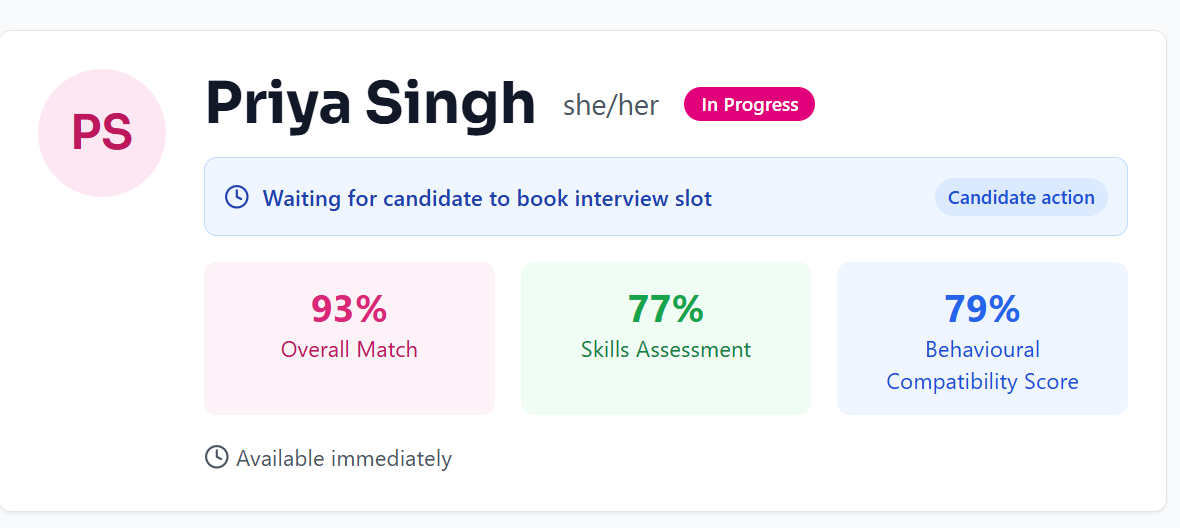 PS
Priya Singh she/her In Progress
Waiting for candidate to book interview slot Candidate action
93%
Overall Match
77%
Skills Assessment
79%
Behavioural
Compatibility Score
Available immediately